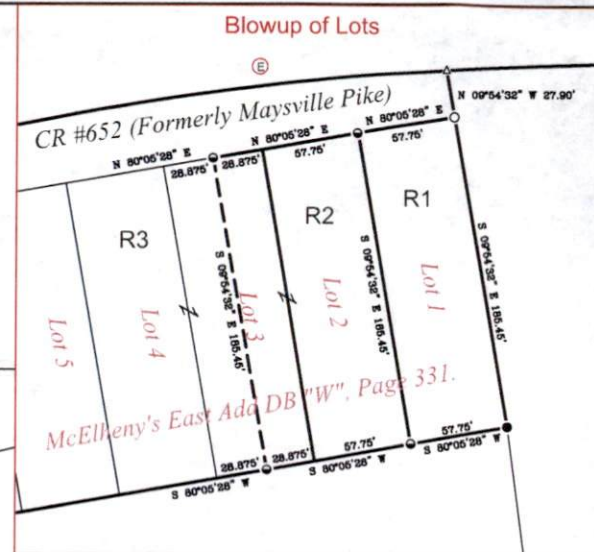 Blowup of Lots
E
N 09°54'32" W 27.90'
CR #652 (Formerly Maysville Pike)
N 80°05'28" E
57.75'
N 80°05'28" E
28.875' 57.75'
N 80°05'28" E
28.875'
R1
R2
R3
S 09°54'32" E 185.45'
S 09°54'32" E 185.45'
S 09°54'32" E 185.45'
Lot 1
Lot 2
Lot 3
Lot 4
Lot 5
Z
Z
McElheny's East Add DB "W", Page 331.
57.75'
S 80°05'28" W
57.75'
28.875' 28.875'
S 80°05'28" W
S 80°05'28" W